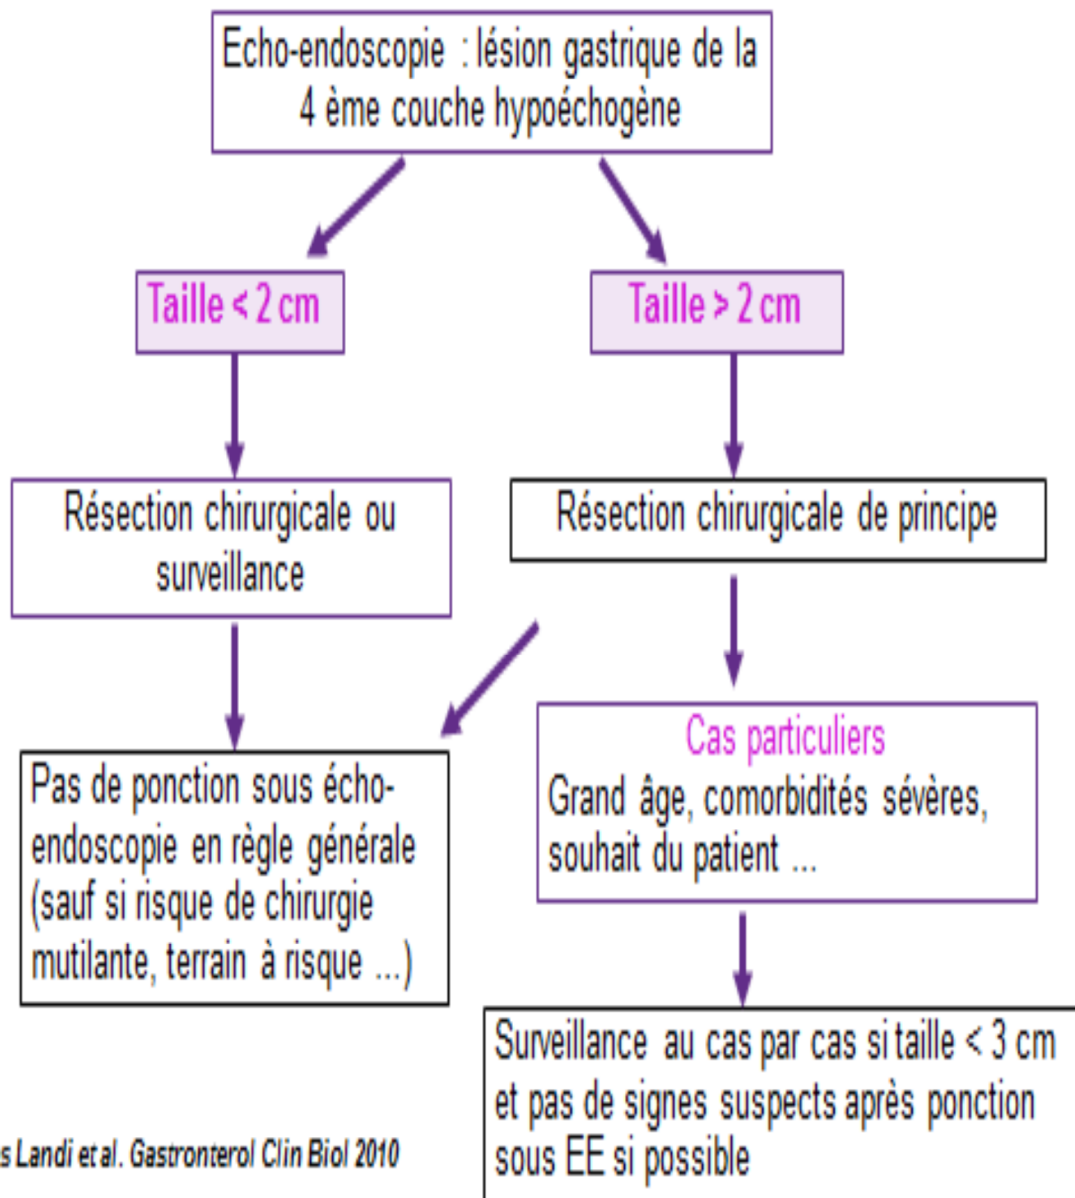 Echo-endoscopie : lésion gastrique de la
4 ème couche hypoéchogène
Taille < 2 cm
Taille > 2 cm
Résection chirurgicale ou
surveillance
Résection chirurgicale de principe
Pas de ponction sous écho-
endoscopie en règle générale
(sauf si risque de chirurgie
mutilante, terrain à risque ...)
Cas particuliers
Grand âge, comorbidités sévères,
souhait du patient ...
Surveillance au cas par cas si taille < 3 cm
et pas de signes suspects après ponction
sous EE si possible
Landi et al. Gastronterol Clin Biol 2010